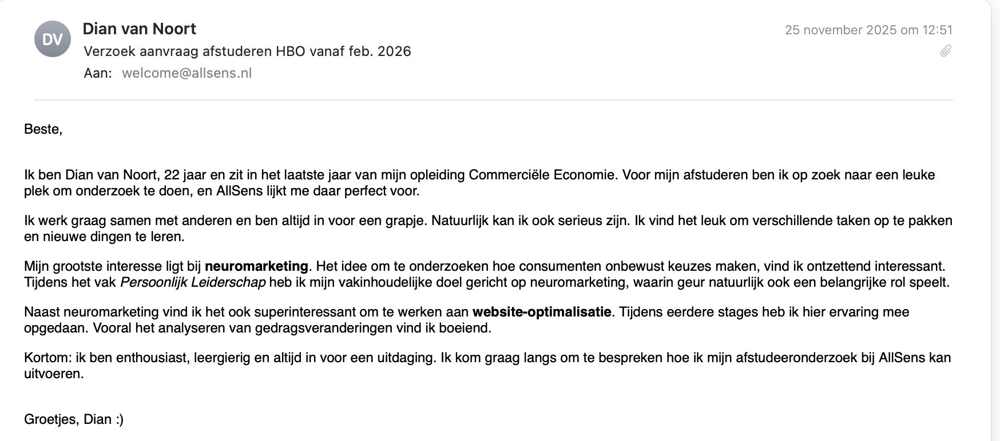 DV
Dian van Noort
25 november 2025 om 12:51
Verzoek aanvraag afstuderen HBO vanaf feb. 2026
Aan: welcome@allsens.nl
Beste,
Ik ben Dian van Noort, 22 jaar en zit in het laatste jaar van mijn opleiding Commerciële Economie. Voor mijn afstuderen ben ik op zoek naar een leuke
plek om onderzoek te doen, en AllSens lijkt me daar perfect voor.
Ik werk graag samen met anderen en ben altijd in voor een grapje. Natuurlijk kan ik ook serieus zijn. Ik vind het leuk om verschillende taken op te pakken
en nieuwe dingen te leren.
Mijn grootste interesse ligt bij neuromarketing. Het idee om te onderzoeken hoe consumenten onbewust keuzes maken, vind ik ontzettend interessant.
Tijdens het vak Persoonlijk Leiderschap heb ik mijn vakinhoudelijke doel gericht op neuromarketing, waarin geur natuurlijk ook een belangrijke rol speelt.
Naast neuromarketing vind ik het ook superinteressant om te werken aan website-optimalisatie. Tijdens eerdere stages heb ik hier ervaring mee
opgedaan. Vooral het analyseren van gedragsveranderingen vind ik boeiend.
Kortom: ik ben enthousiast, leergierig en altijd in voor een uitdaging. Ik kom graag langs om te bespreken hoe ik mijn afstudeeronderzoek bij AllSens kan
uitvoeren.
Groetjes, Dian :)